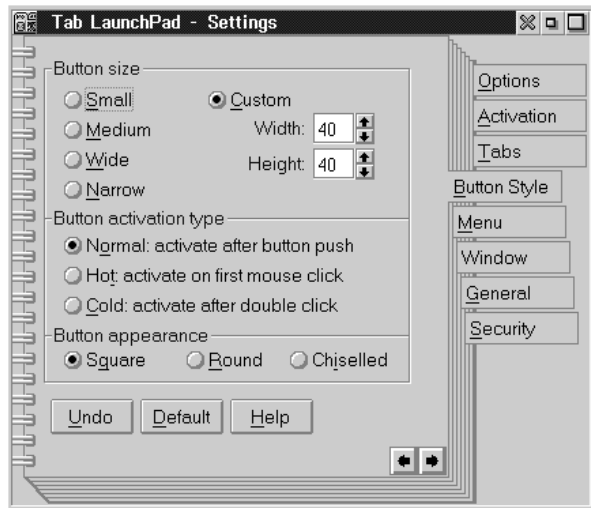 Tab LaunchPad - Settings
Button size
Small
Custom
Medium
Width: 40
Wide
Height: 40
Narrow
Button activation type
Normal: activate after button push
Hot: activate on first mouse click
Cold: activate after double click
Button appearance
Square Round Chiselled
Undo Default Help
Options
Activation
Tabs
Button Style
Menu
Window
General
Security